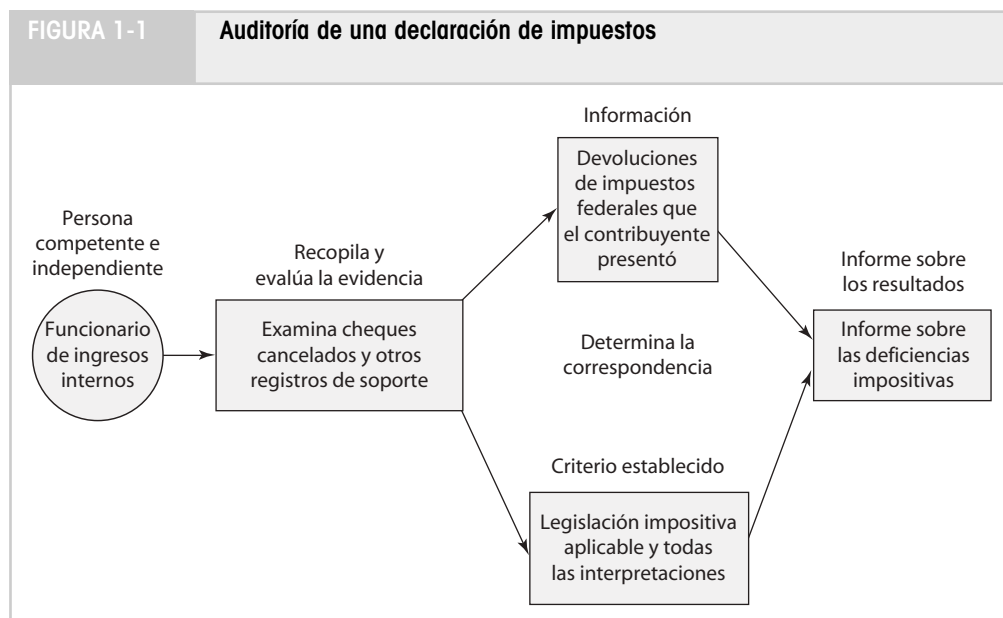 FIGURA 1-1
Auditoría de una declaración de impuestos
Persona
competente e
independiente
Funcionario
de ingresos
internos
Recopila y
evalúa la evidencia
Examina cheques
cancelados y otros
registros de soporte
Información
Devoluciones
de impuestos
federales que
el contribuyente
presentó
Determina la
correspondencia
Criterio establecido
Legislación impositiva
aplicable y todas
las interpretaciones
Informe sobre
los resultados
Informe sobre
las deficiencias
impositivas